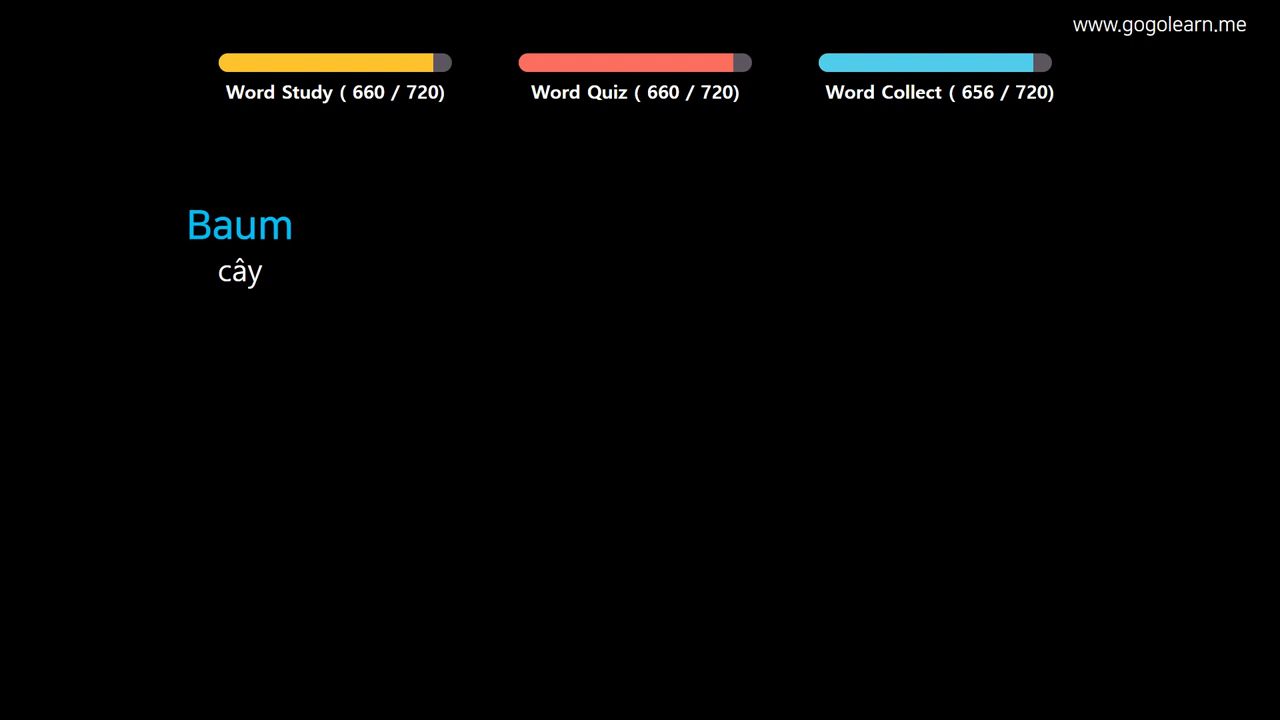 www.gogolearn.me
Word Study ( 660 / 720)
Word Quiz ( 660 / 720)
Word Collect ( 656 / 720)
Baum
cây